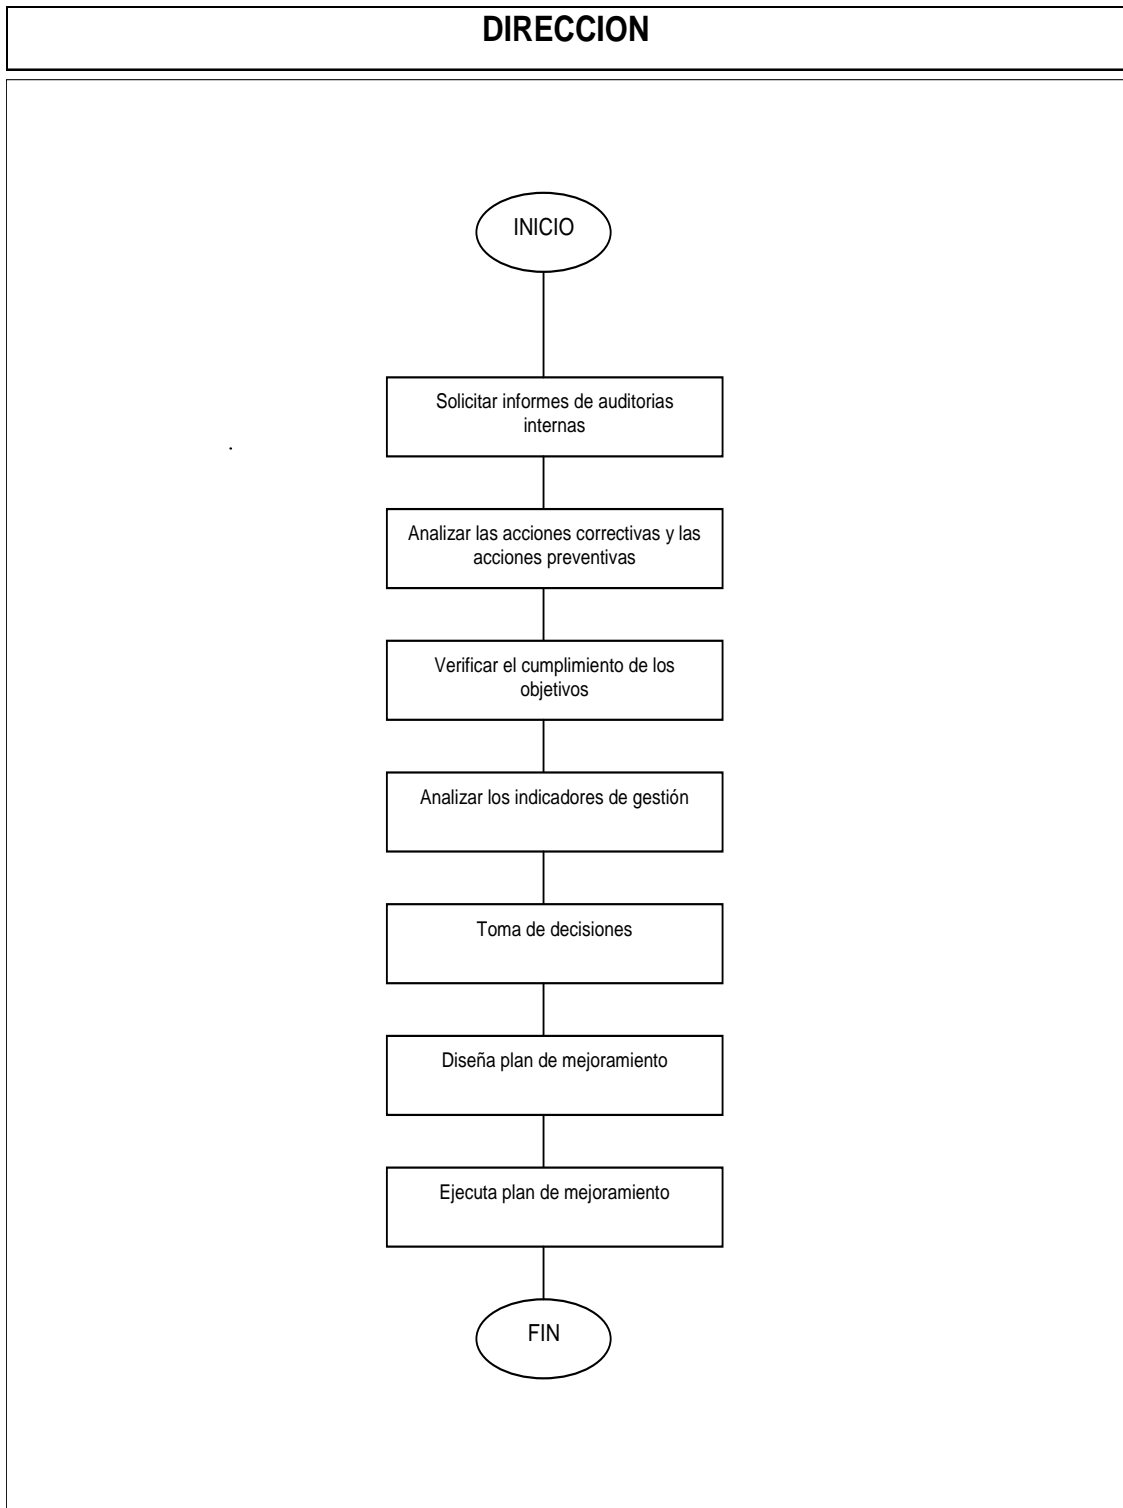 DIRECCION
INICIO
Solicitar informes de auditorias
internas
.
Analizar las acciones correctivas y las
acciones preventivas
Verificar el cumplimiento de los
objetivos
Analizar los indicadores de gestión
Toma de decisiones
Diseña plan de mejoramiento
Ejecuta plan de mejoramiento
FIN